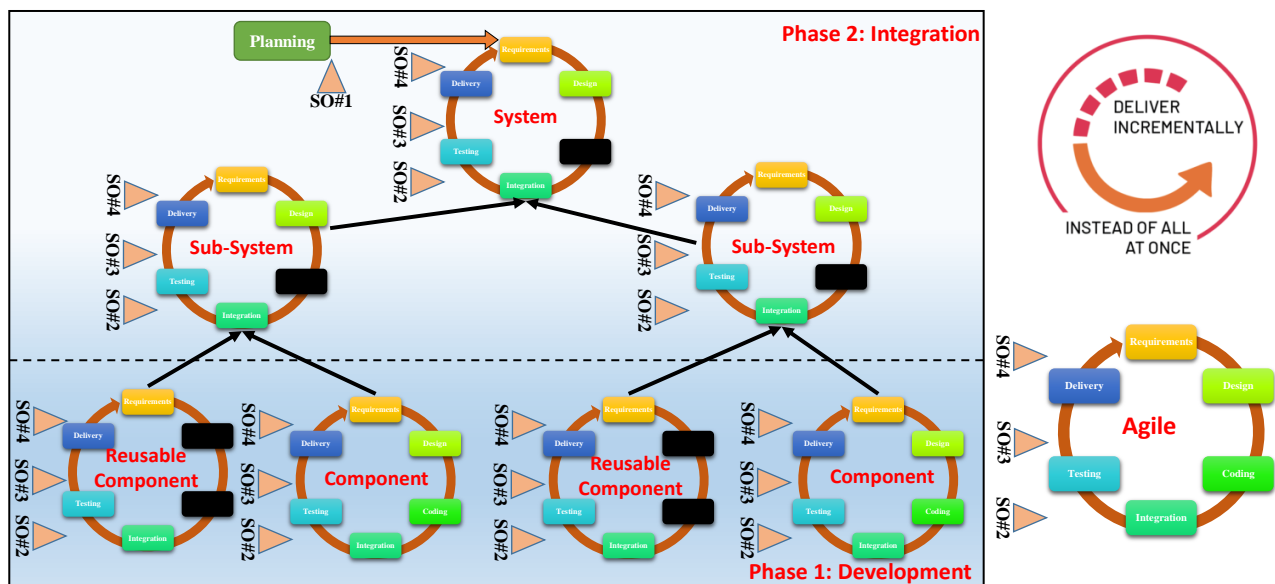 Planning
SO#1
Phase 2: Integration
SO#4
SO#3
SO#2
Requirements
Delivery
Design
System
Testing
Integration
SO#4
SO#3
SO#2
Requirements
Delivery
Design
Sub-System
Testing
Integration
SO#4
SO#3
SO#2
Requirements
Delivery
Design
Sub-System
Testing
Integration
SO#4
SO#3
SO#2
Requirements
Delivery
Reusable
Component
Testing
Integration
SO#4
SO#3
SO#2
Requirements
Delivery
Design
Component
Testing
Coding
Integration
SO#4
SO#3
SO#2
Requirements
Delivery
Reusable
Component
Testing
Integration
SO#4
SO#3
SO#2
Requirements
Delivery
Design
Component
Testing
Coding
Integration
Phase 1: Development
DELIVER
INCREMENTALLY
INSTEAD OF ALL
AT ONCE
SO#4
SO#3
SO#2
Requirements
Delivery
Design
Agile
Testing
Coding
Integration